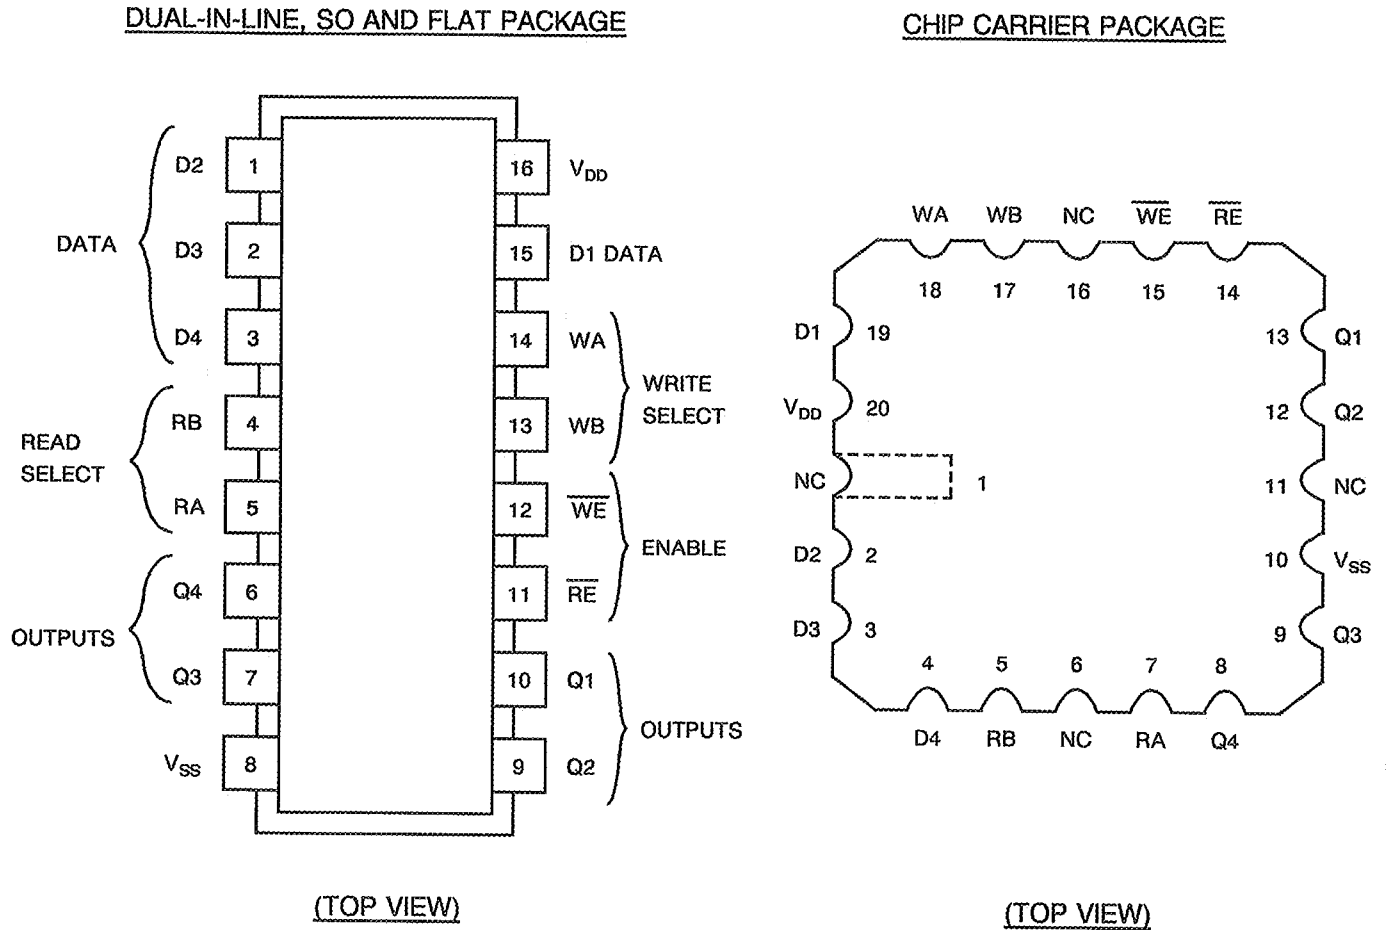 DUAL-IN-LINE, SO AND FLAT PACKAGE
DATA
D2 1
D3 2
D4 3
READ
SELECT
RB 4
RA 5
OUTPUTS
Q4 6
Q3 7
VSS 8
16 VDD
15 D1 DATA
14 WA
13 WB
WRITE
SELECT
12 WE
11 RE
ENABLE
10 Q1
9 Q2
OUTPUTS
(TOP VIEW)
CHIP CARRIER PACKAGE
WA WB NC WE RE
18 17 16 15 14
D1 19
VDD 20
NC 1
D2 2
D3 3
13 Q1
12 Q2
11 NC
10 VSS
9 Q3
4 5 6 7 8
D4 RB NC RA Q4
(TOP VIEW)